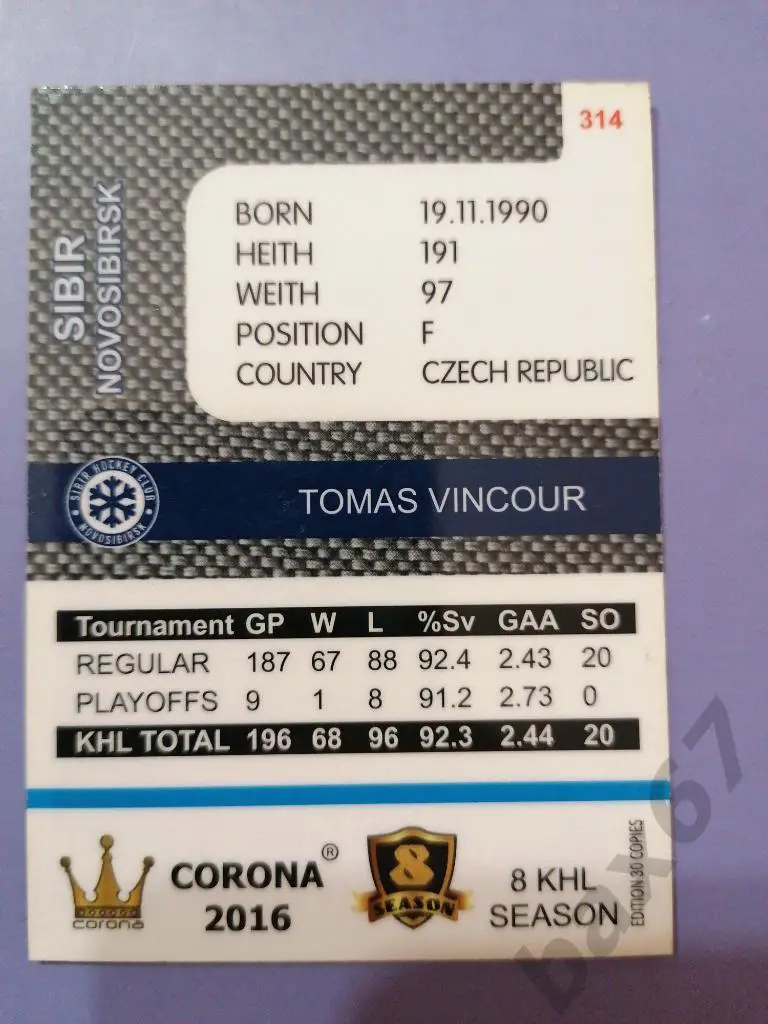 314
SIBIR
NOVOSIBIRSK
BORN 19.11.1990
HEITH 191
WEITH 97
POSITION F
COUNTRY CZECH REPUBLIC
SIBIR HOCKEY CLUB
NOVOSIBIRSK
TOMAS VINCOUR
Tournament GP W L %Sv GAA SO
REGULAR 187 67 88 92.4 2.43 20
PLAYOFFS 9 1 8 91.2 2.73 0
KHL TOTAL 196 68 96 92.3 2.44 20
corona
CORONA®
2016
8
SEASON
8 KHL
SEASON
EDITION 30 COPIES
bax67